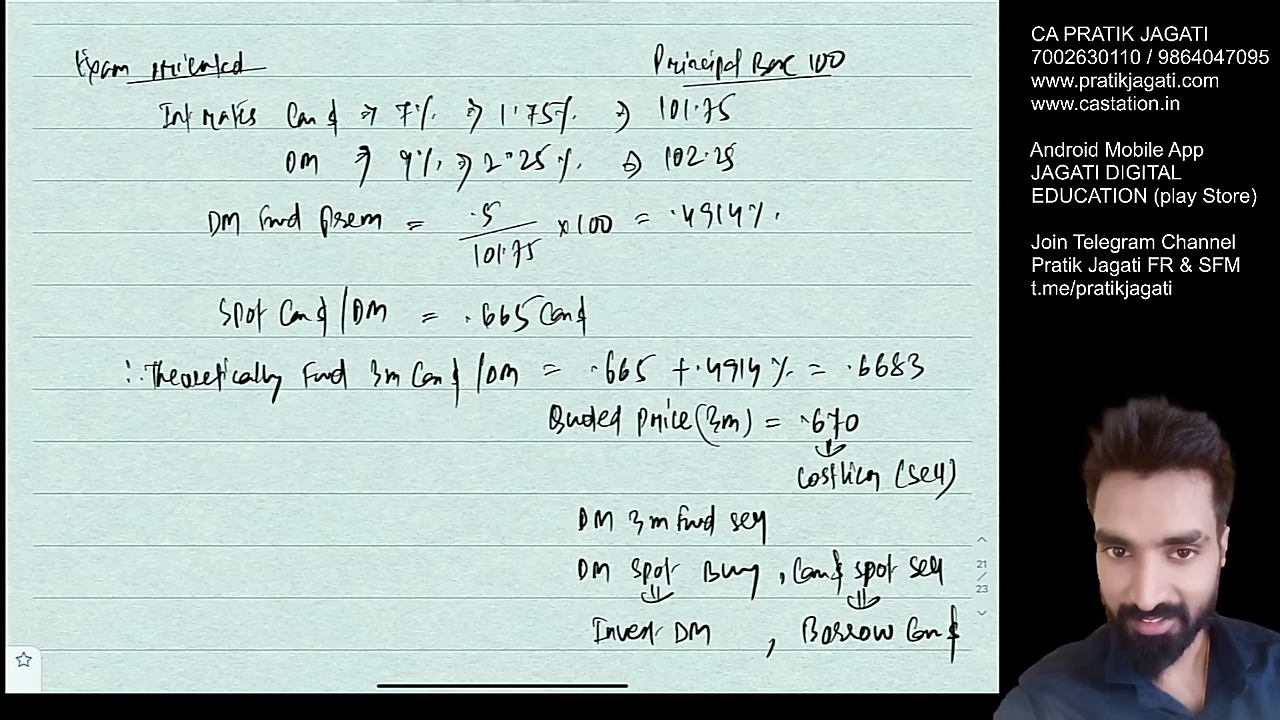 Exam oriented
Principal Be 100
Int rates Can $ → 7% ⇒ 1.75% ⇒ 101.75
DM ⇒ 9% ⇒ 2.25% ⇒ 102.25
DM Fwd Prem = .5 / 101.75 × 100 = .4914%.
Spot Can $ / DM = .665 Can $
∴ Theoretically Fwd 3m Can $ / DM = .665 + .4914% = .6683
Quoted Price (3m) = .670
↓
Costlier (sell)
DM 3m Fwd sell
DM spot Buy , Can $ spot sell
⇓ ⇓
Invest DM , Borrow Can $
21
/
23
CA PRATIK JAGATI
7002630110 / 9864047095
www.pratikjagati.com
www.castation.in
Android Mobile App
JAGATI DIGITAL
EDUCATION (play Store)
Join Telegram Channel
Pratik Jagati FR & SFM
t.me/pratikjagati